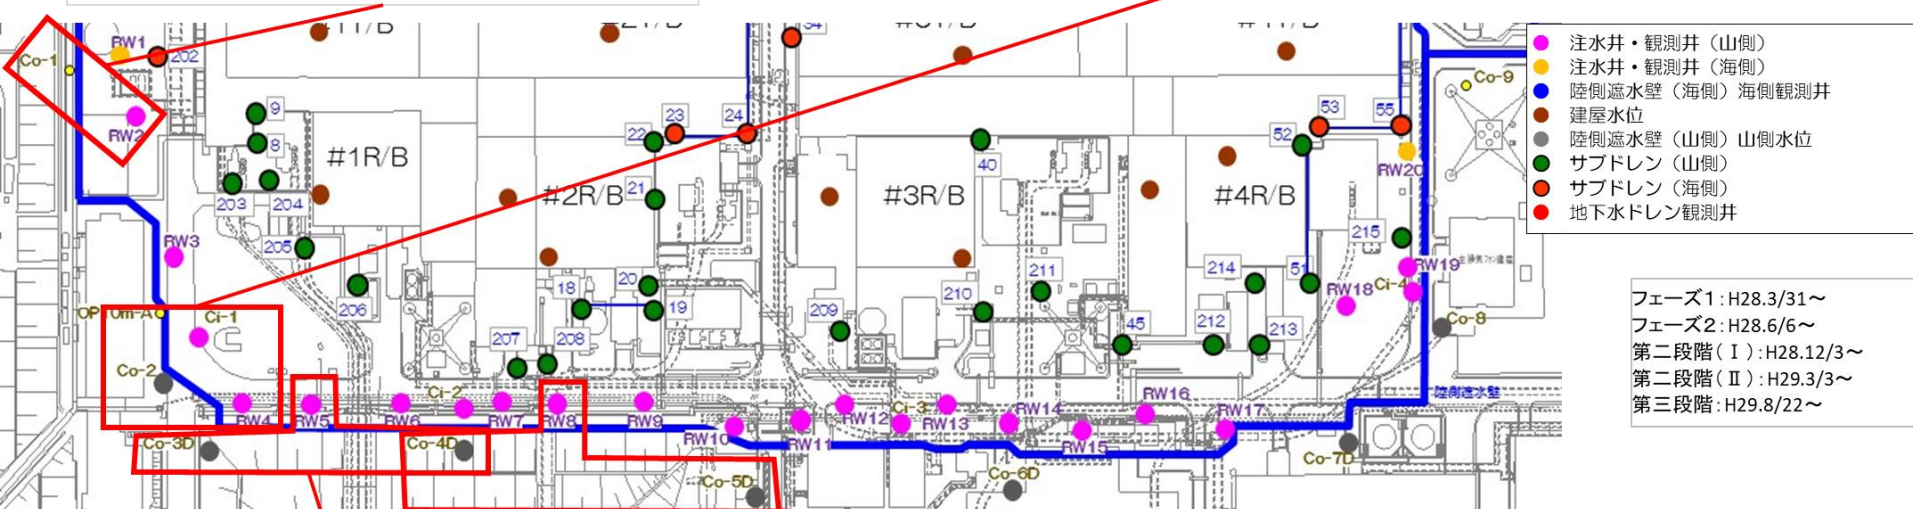 RW1
202
Co-1
RW2
9
8
203
204
205
206
#1R/B
#2R/B
#3R/B
#4R/B
22
23
24
21
20
19
18
40
53
55
52
RW20
215
51
214
RW18
RW19
Ci-4
Co-9
Co-8
RW3
Ci-1
Co-2
207
208
209
210
211
45
212
213
RW4
RW5
RW6
Ci-2
RW7
RW8
RW9
RW10
RW11
RW12
Ci-3
RW13
RW14
RW15
RW16
RW17
陸側遮水壁
Co-3D
Co-4D
Co-5D
Co-6D
Co-7D
注水井・観測井（山側）
注水井・観測井（海側）
陸側遮水壁（海側）海側観測井
建屋水位
陸側遮水壁（山側）山側水位
サブドレン（山側）
サブドレン（海側）
地下水ドレン観測井
フェーズ1：H28.3/31～
フェーズ2：H28.6/6～
第二段階（Ⅰ）：H28.12/3～
第二段階（Ⅱ）：H29.3/3～
第三段階：H29.8/22～